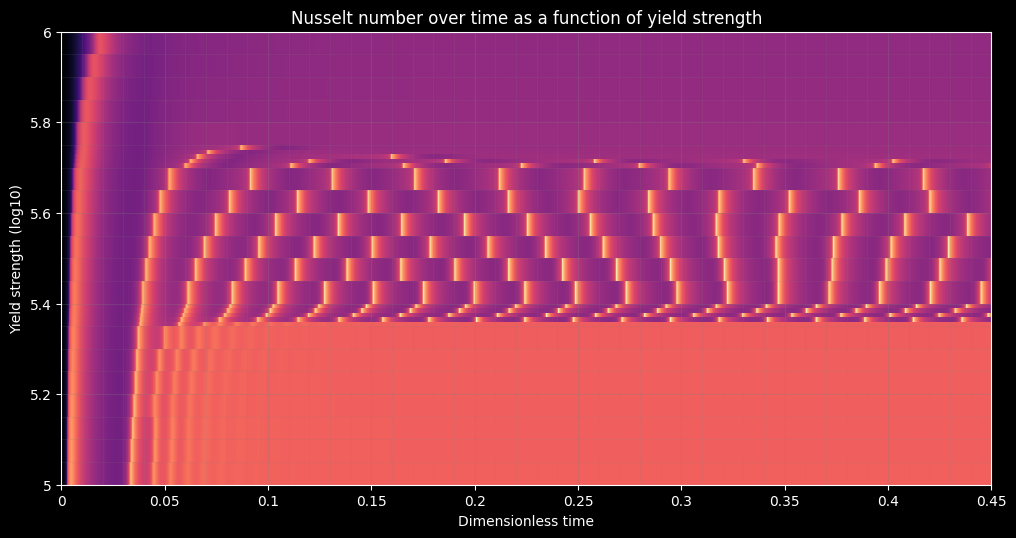 Nusselt number over time as a function of yield strength
Yield strength (log10)
6
5.8
5.6
5.4
5.2
5
0 0.05 0.1 0.15 0.2 0.25 0.3 0.35 0.4 0.45
Dimensionless time